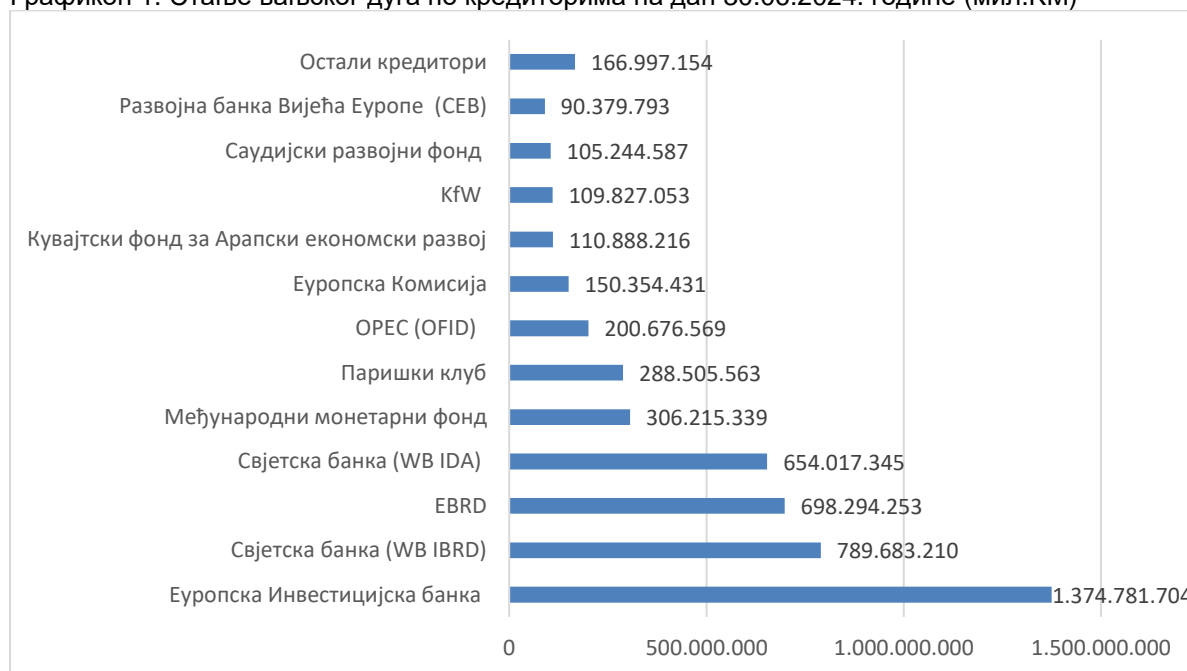 Остали кредитори 166.997.154
Развојна банка Вијећа Еуропе (CEB) 90.379.793
Саудијски развојни фонд 105.244.587
KfW 109.827.053
Кувајтски фонд за Арапски економски развој 110.888.216
Еуропска Комисија 150.354.431
OPEC (OFID) 200.676.569
Паришки клуб 288.505.563
Међународни монетарни фонд 306.215.339
Свјетска банка (WB IDA) 654.017.345
EBRD 698.294.253
Свјетска банка (WB IBRD) 789.683.210
Еуропска Инвестицијска банка 1.374.781.704
0 500.000.000 1.000.000.000 1.500.000.000